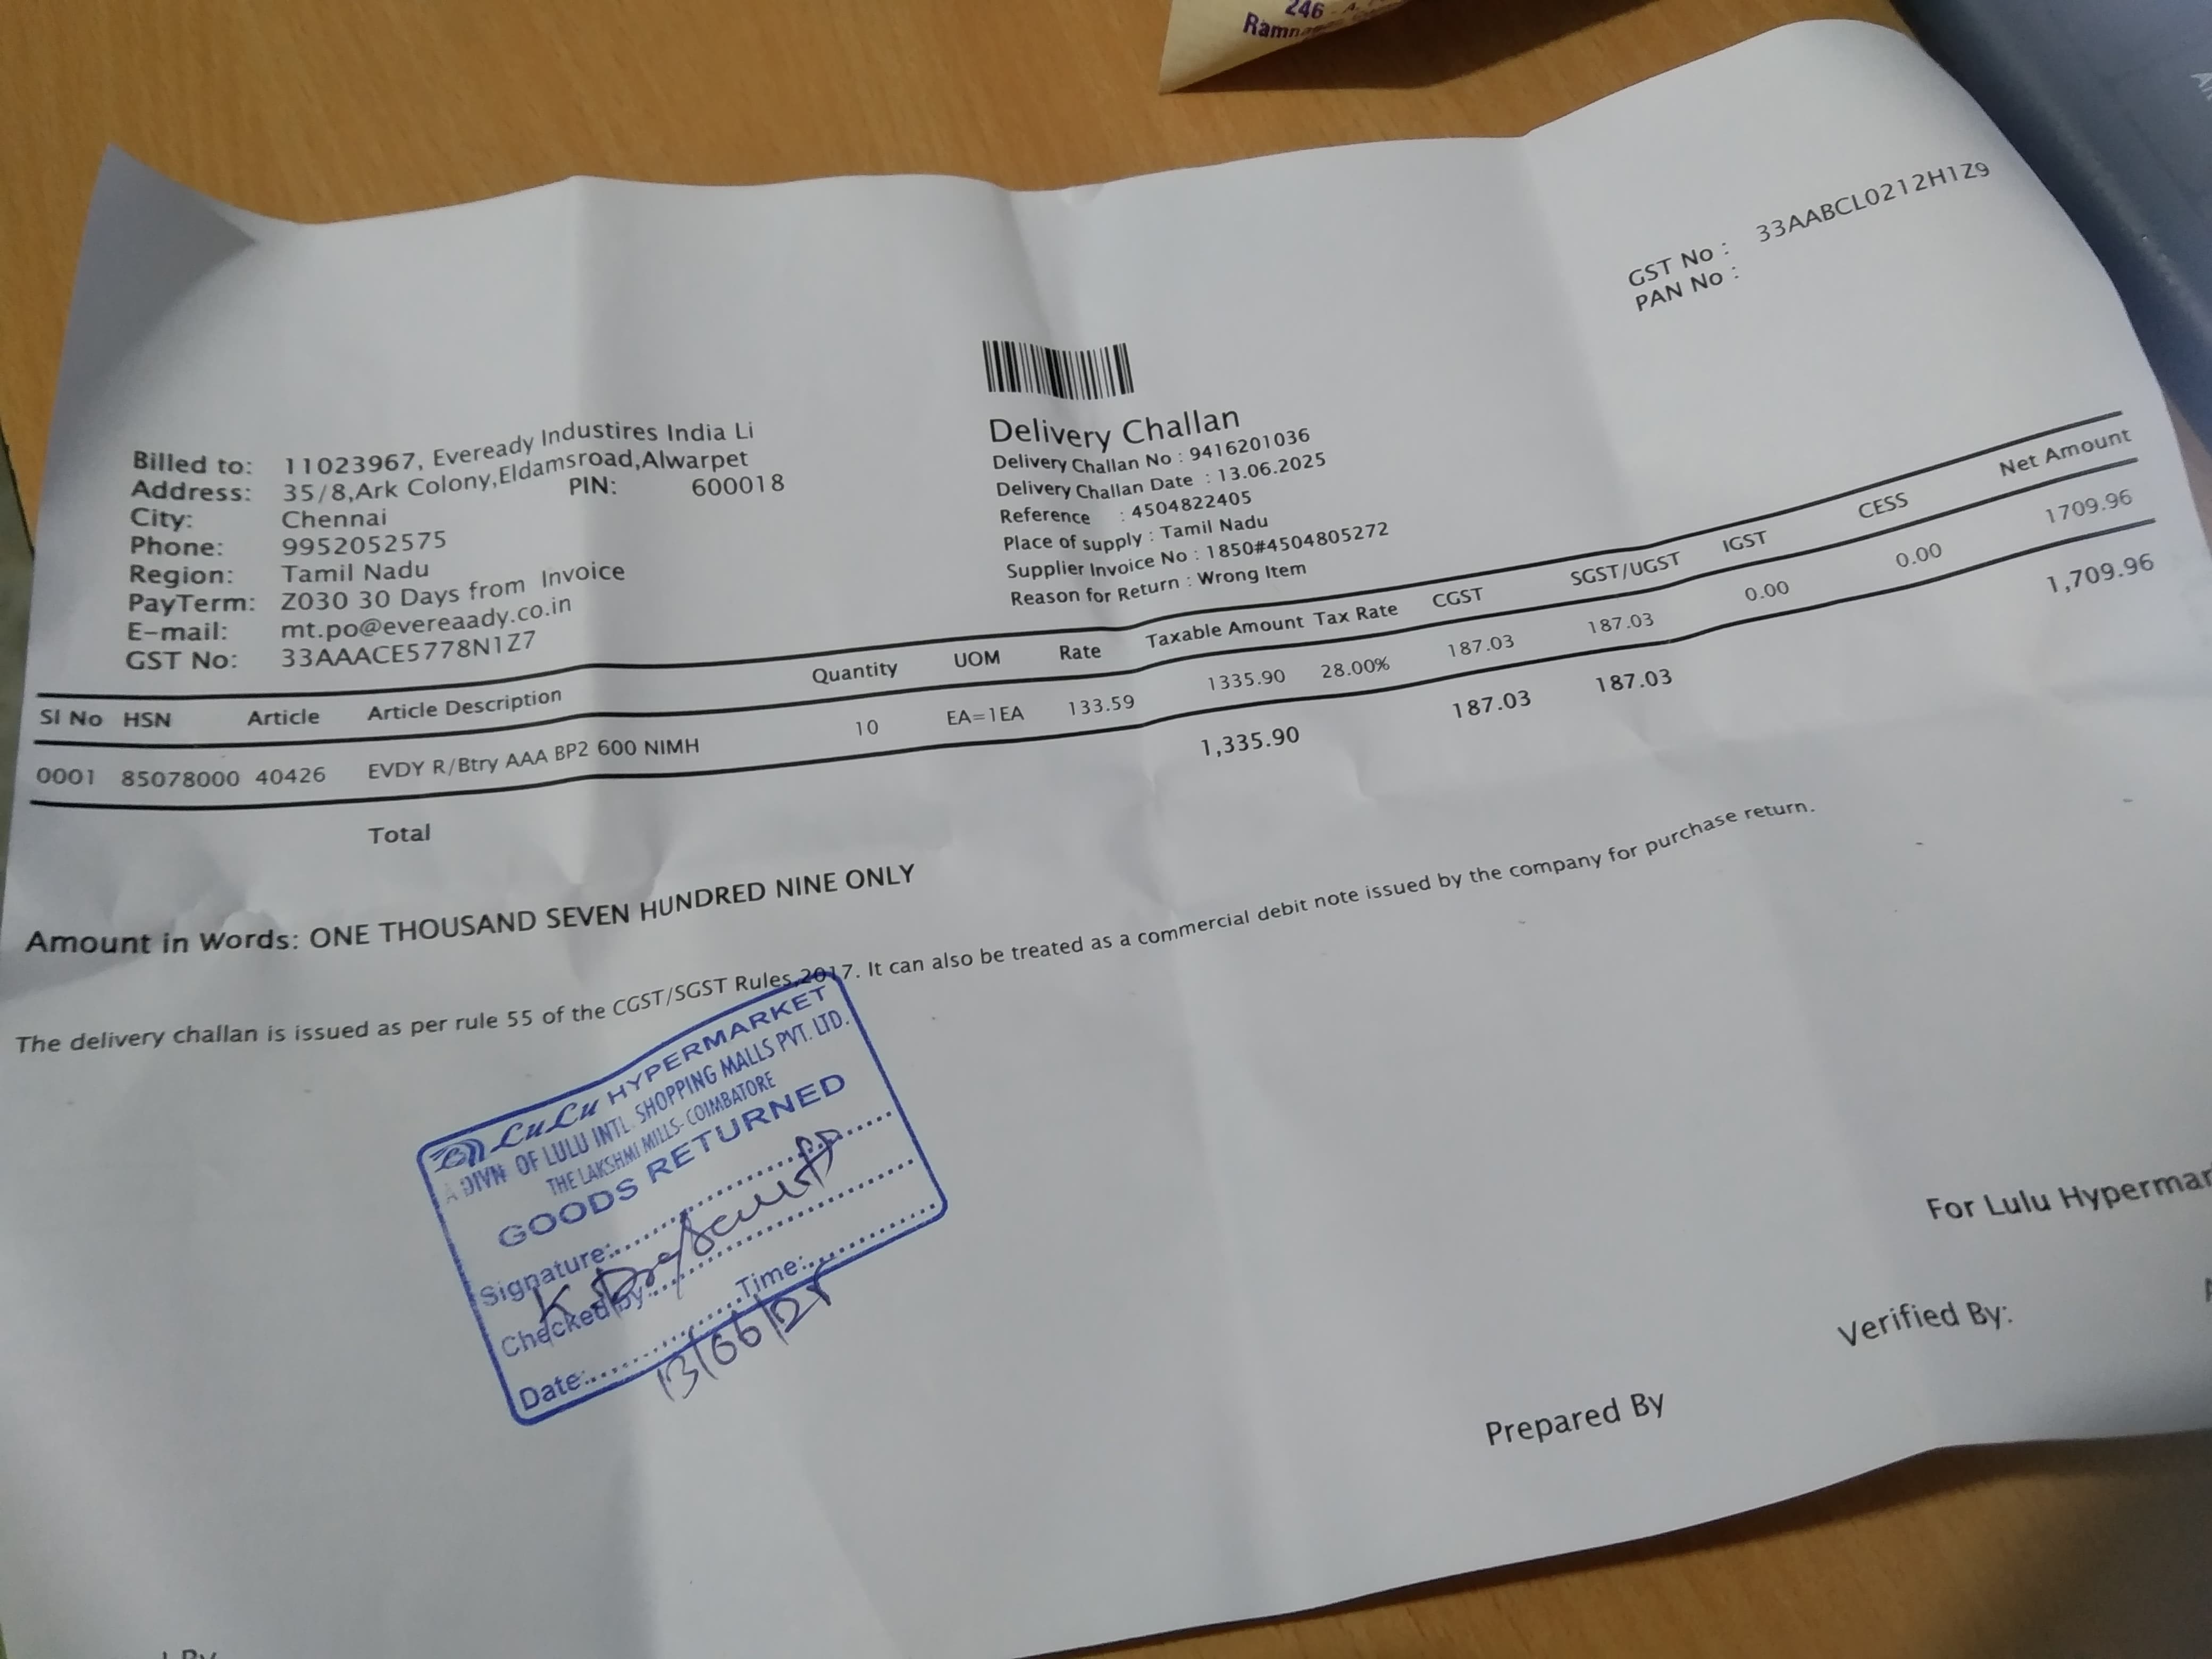 246
GST No : 33AABCL0212H1Z9
PAN No :
Billed to: 11023967, Eveready Industires India Li
Address: 35/8,Ark Colony,Eldamsroad,Alwarpet
City: Chennai PIN: 600018
Phone: 9952052575
Region: Tamil Nadu
PayTerm: Z030 30 Days from Invoice
E-mail: mt.po@evereaady.co.in
GST No: 33AAACE5778N1Z7
Delivery Challan
Delivery Challan No : 9416201036
Delivery Challan Date : 13.06.2025
Reference : 4504822405
Place of supply : Tamil Nadu
Supplier Invoice No : 1850#4504805272
Reason for Return : Wrong Item
Sl No HSN Article Article Description Quantity UOM Rate Taxable Amount Tax Rate CGST SGST/UGST IGST CESS Net Amount
0001 85078000 40426 EVDY R/Btry AAA BP2 600 NIMH 10 EA=1EA 133.59 1335.90 28.00% 187.03 187.03 0.00 0.00 1709.96
Total 1,335.90 187.03 187.03 1,709.96
Amount in Words: ONE THOUSAND SEVEN HUNDRED NINE ONLY
The delivery challan is issued as per rule 55 of the CGST/SGST Rules,2017. It can also be treated as a commercial debit note issued by the company for purchase return.
LuLu HYPERMARKET
A DIVN OF LULU INTL. SHOPPING MALLS PVT. LTD.
THE LAKSHMI MILLS-COIMBATORE
GOODS RETURNED
Signature:
Checked by:
Date: Time:
13/06/25
For Lulu Hypermar
Verified By:
Prepared By